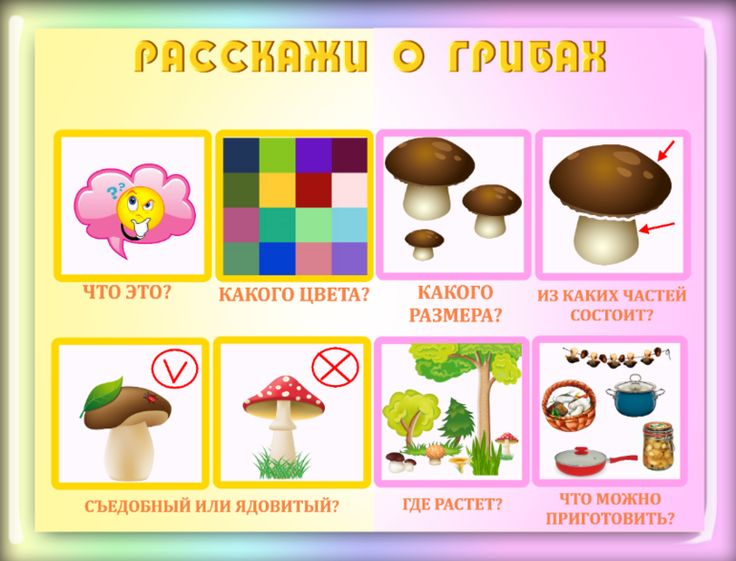 РАССКАЖИ О ГРИБАХ
??
ЧТО ЭТО?
КАКОГО ЦВЕТА?
КАКОГО
РАЗМЕРА?
ИЗ КАКИХ ЧАСТЕЙ
СОСТОИТ?
V
СЪЕДОБНЫЙ ИЛИ ЯДОВИТЫЙ?
ГДЕ РАСТЕТ?
ЧТО МОЖНО
ПРИГОТОВИТЬ?